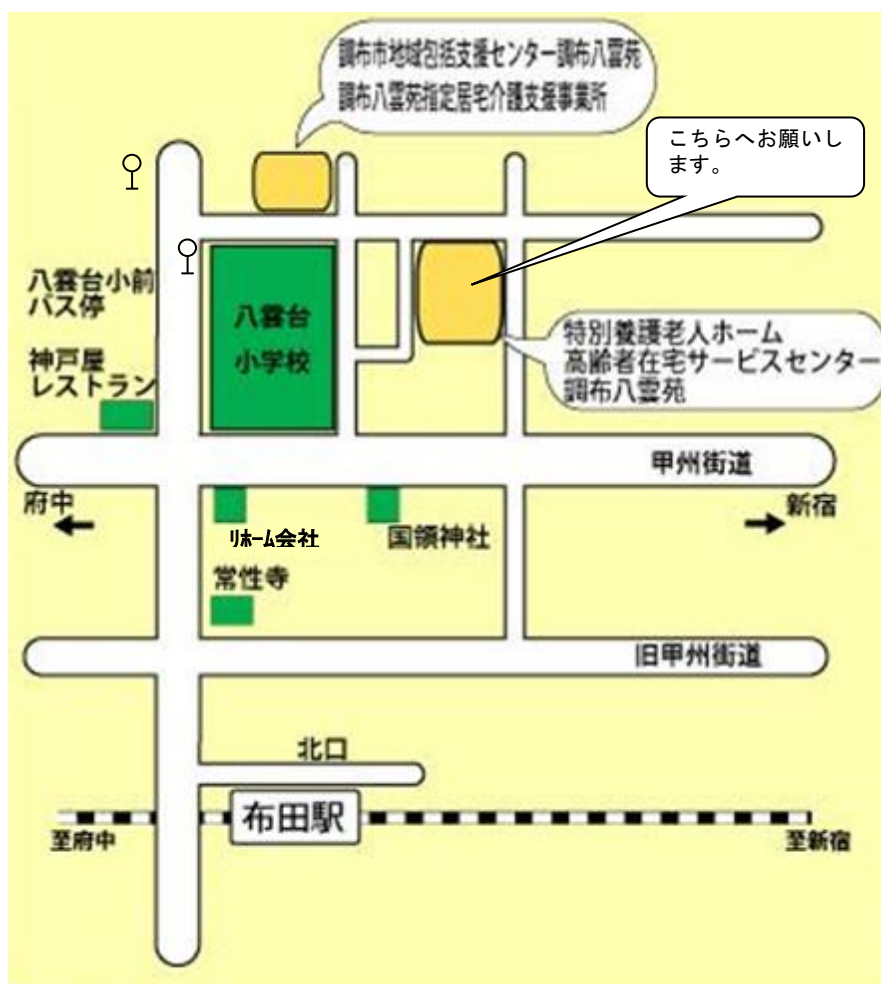 調布市地域包括支援センター調布八雲苑
調布八雲苑指定居宅介護支援事業所
こちらへお願いし
ます。
八雲台小前
バス停
八雲台
小学校
特別養護老人ホーム
高齢者在宅サービスセンター
調布八雲苑
神戸屋
レストラン
甲州街道
府中
新宿
ﾘﾎｰﾑ会社
国領神社
常性寺
旧甲州街道
北口
布田駅
至府中
至新宿